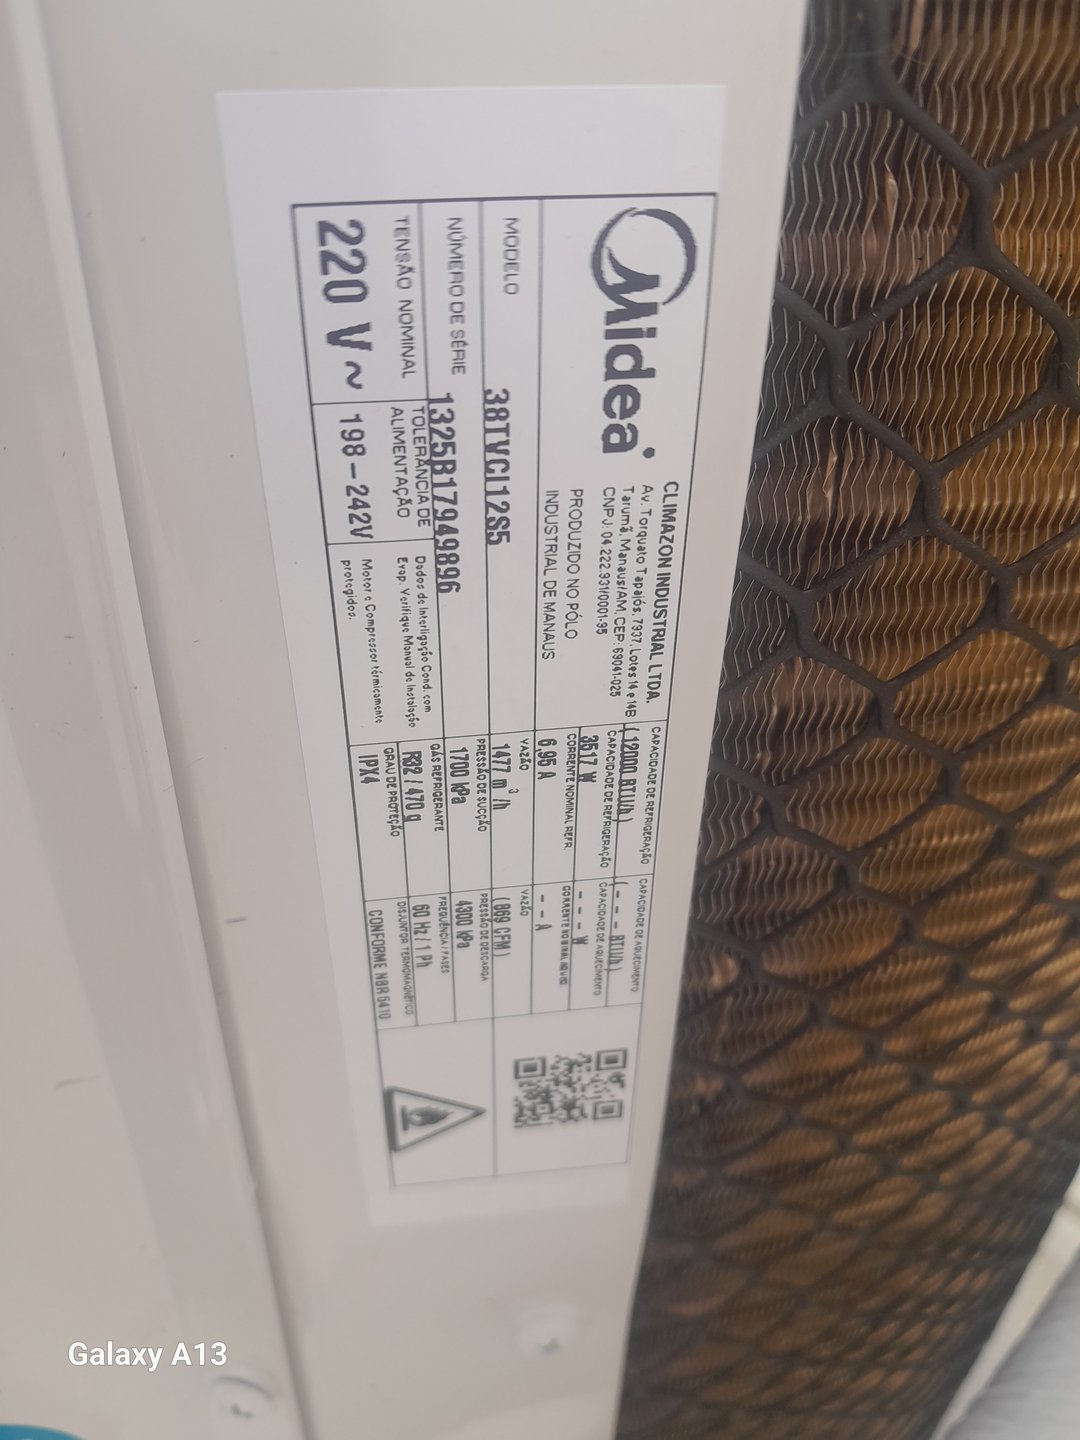 Midea
CLIMAZON INDUSTRIAL LTDA.
Av. Torquato Tapajós, 7937, Lotes 14 e 14B
Tarumã, Manaus/AM, CEP: 69041-025
CNPJ: 04.222.931/0001-95
PRODUZIDO NO PÓLO
INDUSTRIAL DE MANAUS
MODELO
38TVCI12S5
NÚMERO DE SÉRIE
1325B17949896
TENSÃO NOMINAL
220 V ~
TOLERÂNCIA DE
ALIMENTAÇÃO
198-242V
Dados de Interligação Cond. com
Evap. Verifique Manual de Instalação
Motor e Compressor térmicamente
protegidos.
CAPACIDADE DE REFRIGERAÇÃO
( 12000 BTU/h )
CAPACIDADE DE REFRIGERAÇÃO
3517 W
CORRENTE NOMINAL REFR.
6,95 A
VAZÃO
1477 m³/h
PRESSÃO DE SUCÇÃO
1700 kPa
GÁS REFRIGERANTE
R32 / 470 g
GRAU DE PROTEÇÃO
IPX4
CAPACIDADE DE AQUECIMENTO
( - - - BTU/h )
CAPACIDADE DE AQUECIMENTO
- - - W
CORRENTE NOMINAL AQUEC
- - A
VAZÃO
( 869 CFM )
PRESSÃO DE DESCARGA
4300 kPa
FREQUÊNCIA / FASES
60 Hz / 1 Ph
DISJUNTOR TERMOMAGNÉTICO
CONFORME NBR 5410
Galaxy A13